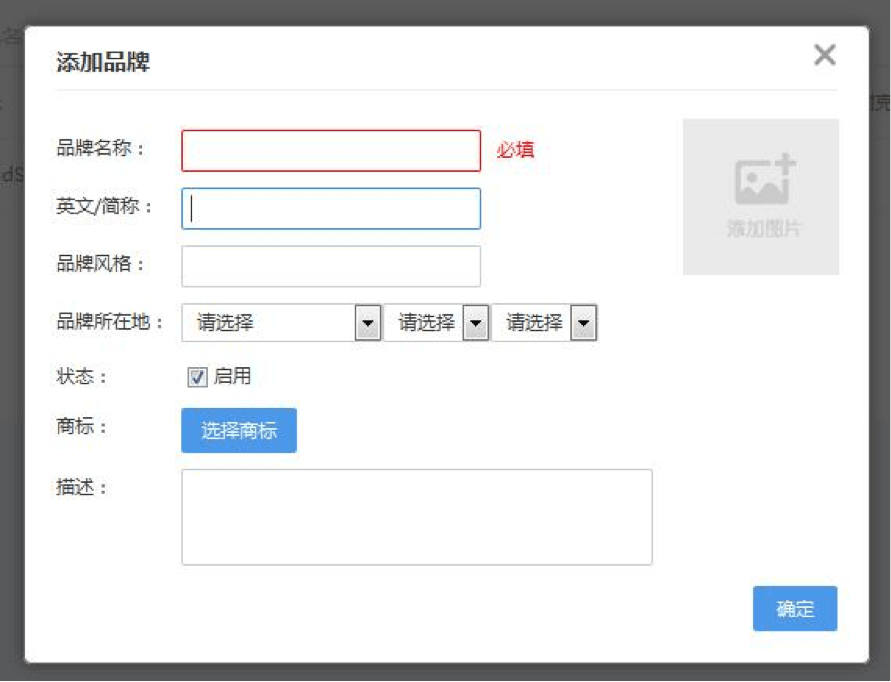 添加品牌
品牌名称：
必填
添加图片
英文/简称：
品牌风格：
品牌所在地：
请选择 请选择 请选择
状态：
启用
商标：
选择商标
描述：
确定